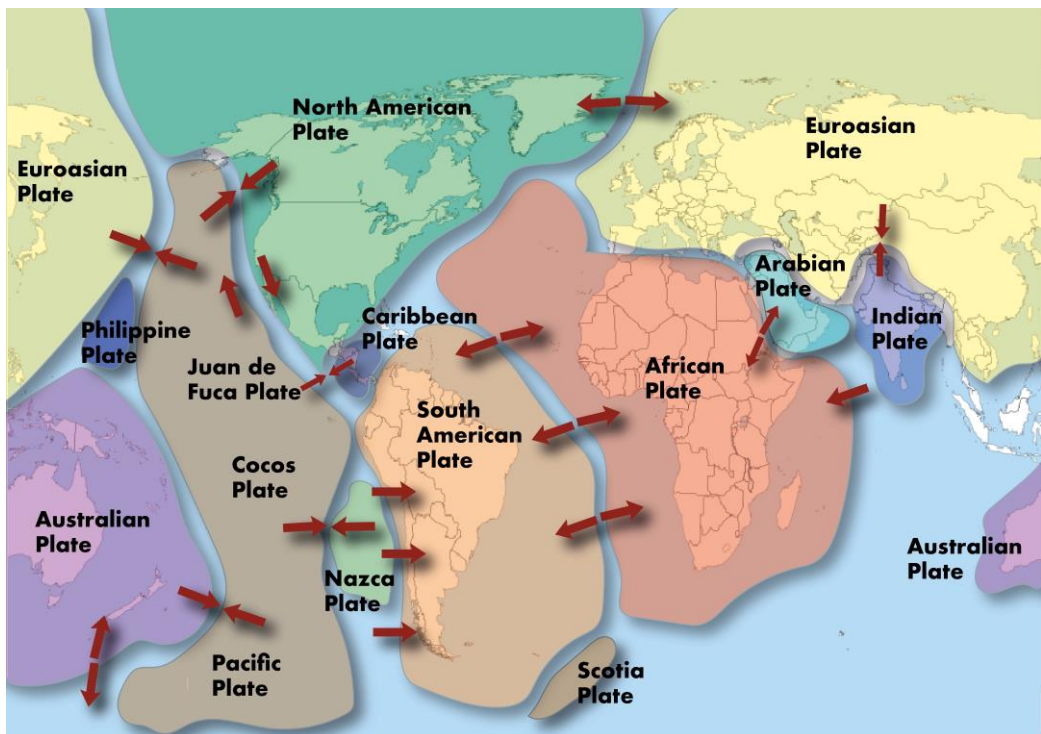 North American
Plate
Euroasian
Plate
Euroasian
Plate
Arabian
Plate
Philippine
Plate
Caribbean
Plate
Indian
Plate
Juan de
Fuca Plate
African
Plate
South
American
Plate
Cocos
Plate
Australian
Plate
Australian
Plate
Nazca
Plate
Pacific
Plate
Scotia
Plate